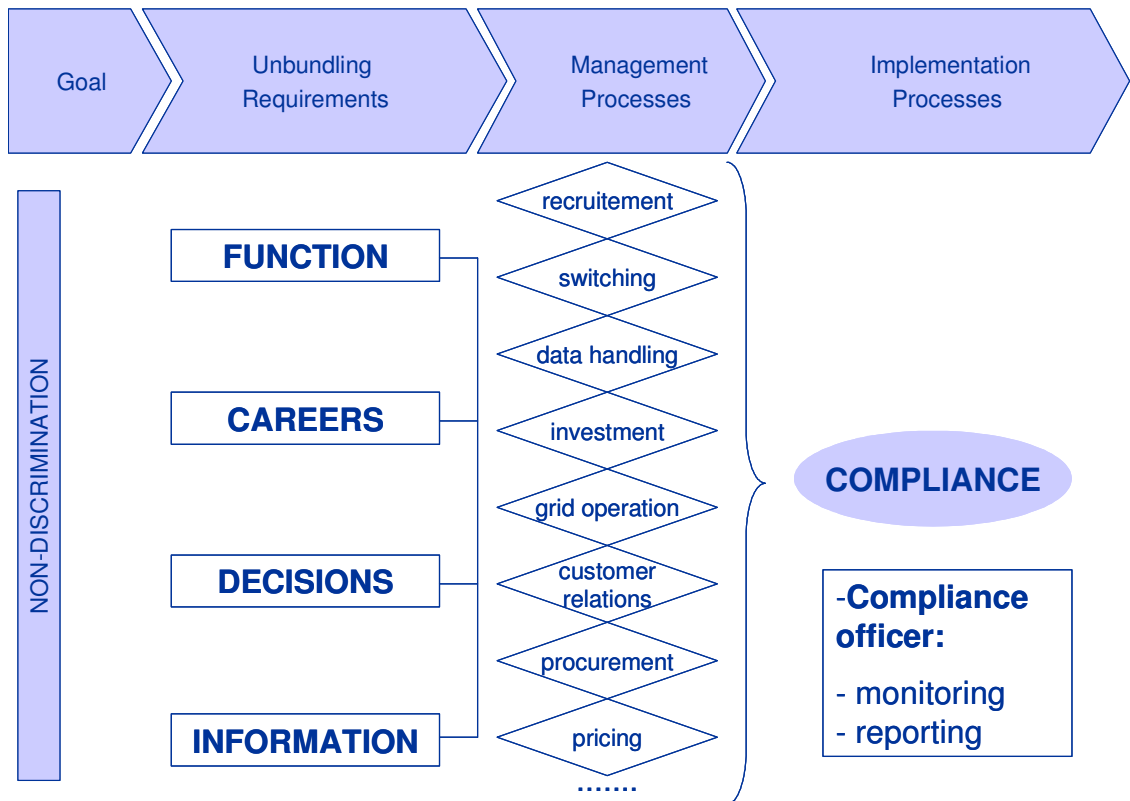 Goal
Unbundling
Requirements
Management
Processes
Implementation
Processes
NON-DISCRIMINATION
FUNCTION
CAREERS
DECISIONS
INFORMATION
recruitement
switching
data handling
investment
grid operation
customer
relations
procurement
pricing
.......
COMPLIANCE
-Compliance
officer:
- monitoring
- reporting